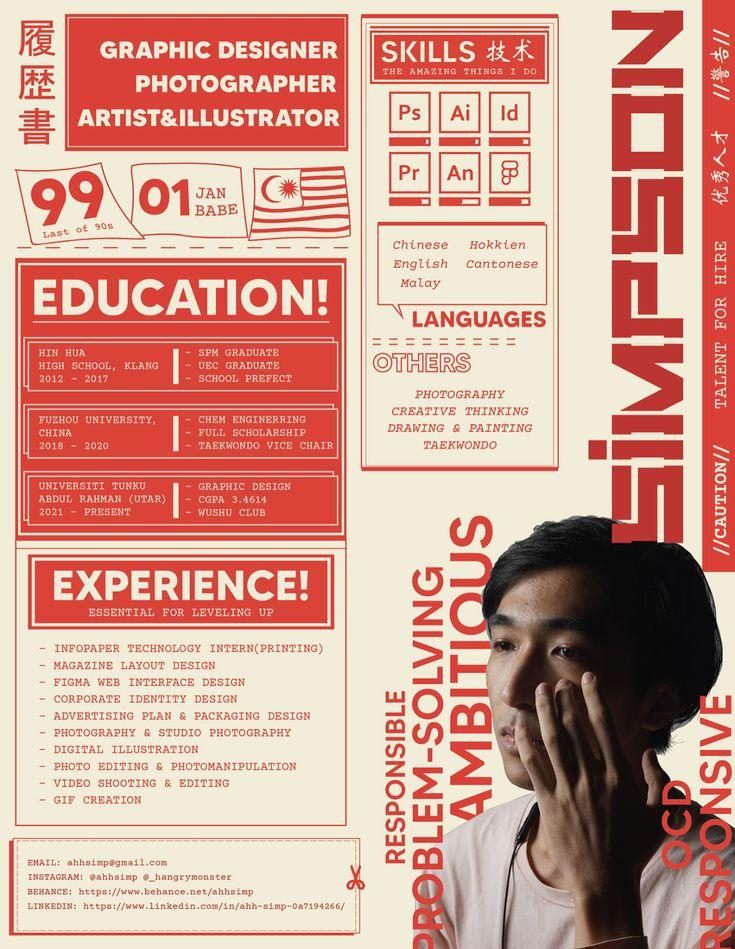 履歴書
GRAPHIC DESIGNER
PHOTOGRAPHER
ARTIST&ILLUSTRATOR
99
Last of 90s
01 JAN
BABE
EDUCATION!
HIN HUA
HIGH SCHOOL, KLANG
2012 - 2017
- SPM GRADUATE
- UEC GRADUATE
- SCHOOL PREFECT
FUZHOU UNIVERSITY,
CHINA
2018 - 2020
- CHEM ENGINERRING
- FULL SCHOLARSHIP
- TAEKWONDO VICE CHAIR
UNIVERSITI TUNKU
ABDUL RAHMAN (UTAR)
2021 - PRESENT
- GRAPHIC DESIGN
- CGPA 3.4614
- WUSHU CLUB
EXPERIENCE!
ESSENTIAL FOR LEVELING UP
- INFOPAPER TECHNOLOGY INTERN(PRINTING)
- MAGAZINE LAYOUT DESIGN
- FIGMA WEB INTERFACE DESIGN
- CORPORATE IDENTITY DESIGN
- ADVERTISING PLAN & PACKAGING DESIGN
- PHOTOGRAPHY & STUDIO PHOTOGRAPHY
- DIGITAL ILLUSTRATION
- PHOTO EDITING & PHOTOMANIPULATION
- VIDEO SHOOTING & EDITING
- GIF CREATION
EMAIL: ahhsimp@gmail.com
INSTAGRAM: @ahhsimp @_hangrymonster
BEHANCE: https://www.behance.net/ahhsimp
LINKEDIN: https://www.linkedin.com/in/ahh-simp-0a7194266/
SKILLS 技术
THE AMAZING THINGS I DO
Ps Ai Id
Pr An
Chinese Hokkien
English Cantonese
Malay
LANGUAGES
OTHERS
PHOTOGRAPHY
CREATIVE THINKING
DRAWING & PAINTING
TAEKWONDO
SiMPSON
//CAUTION// TALENT FOR HIRE 优秀人才 //警告//
RESPONSIBLE
PROBLEM-SOLVING
AMBITIOUS
OCD
RESPONSIVE